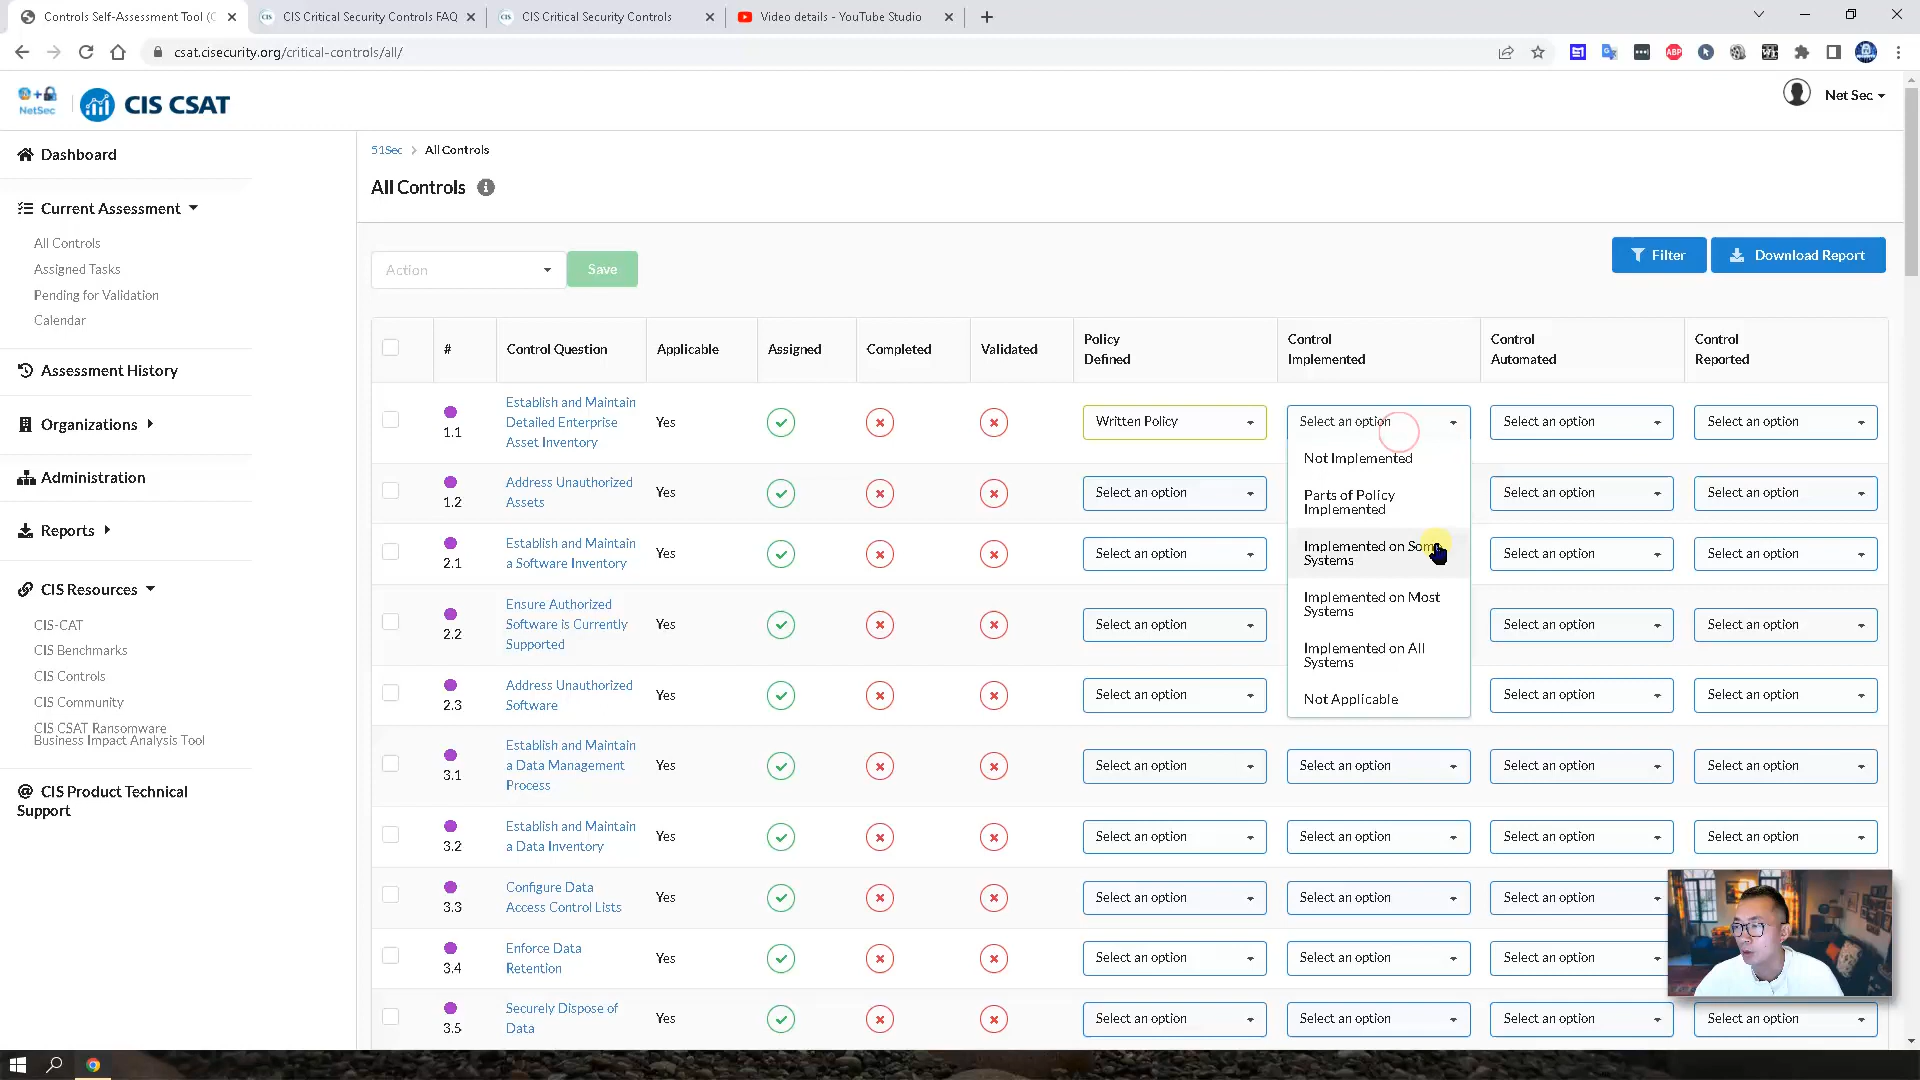 Controls Self-Assessment Tool (C
CIS Critical Security Controls FAQ
CIS Critical Security Controls
Video details - YouTube Studio
csat.cisecurity.org/critical-controls/all/
NetSec
CIS CSAT
Net Sec
Dashboard
Current Assessment
All Controls
Assigned Tasks
Pending for Validation
Calendar
Assessment History
Organizations
Administration
Reports
CIS Resources
CIS-CAT
CIS Benchmarks
CIS Controls
CIS Community
CIS CSAT Ransomware
Business Impact Analysis Tool
@ CIS Product Technical
Support
51Sec > All Controls
All Controls
Action
Save
Filter
Download Report
# Control Question Applicable Assigned Completed Validated Policy Defined Control Implemented Control Automated Control Reported
1.1 Establish and Maintain Detailed Enterprise Asset Inventory Yes Written Policy Select an option Select an option Select an option
Not Implemented
Parts of Policy
Implemented
Implemented on Some
Systems
Implemented on Most
Systems
Implemented on All
Systems
Not Applicable
1.2 Address Unauthorized Assets Yes Select an option Select an option Select an option
2.1 Establish and Maintain a Software Inventory Yes Select an option Select an option Select an option
2.2 Ensure Authorized Software is Currently Supported Yes Select an option Select an option Select an option
2.3 Address Unauthorized Software Yes Select an option Select an option Select an option
3.1 Establish and Maintain a Data Management Process Yes Select an option Select an option Select an option Select an option
3.2 Establish and Maintain a Data Inventory Yes Select an option Select an option Select an option Select an option
3.3 Configure Data Access Control Lists Yes Select an option Select an option Select an option
3.4 Enforce Data Retention Yes Select an option Select an option Select an option
3.5 Securely Dispose of Data Yes Select an option Select an option Select an option Select an option